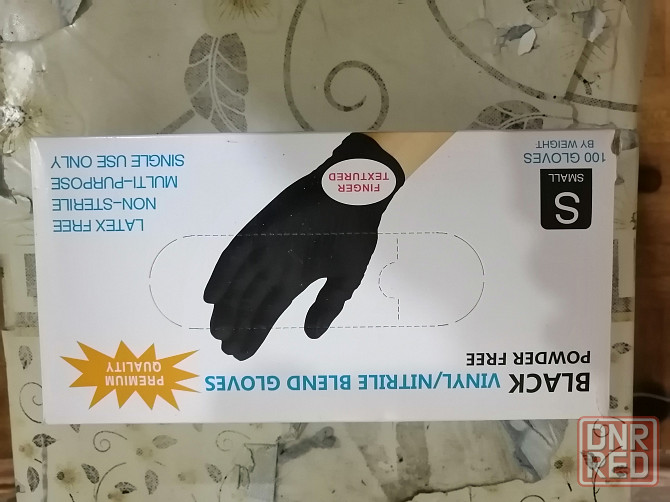 BLACK VINYL/NITRILE BLEND GLOVES
POWDER FREE
PREMIUM
QUALITY
LATEX FREE
NON-STERILE
MULTI-PURPOSE
SINGLE USE ONLY
FINGER
TEXTURED
S
SMALL
100 GLOVES
BY WEIGHT
DNR
RED